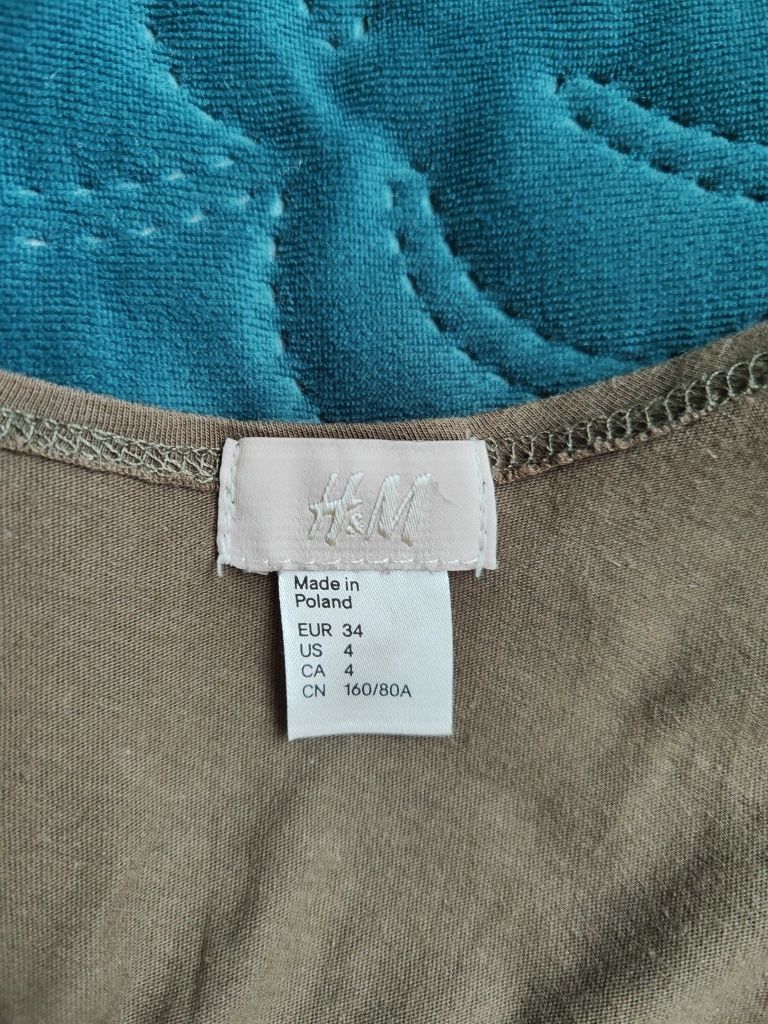 H&M
Made in
Poland
EUR 34
US 4
CA 4
CN 160/80A